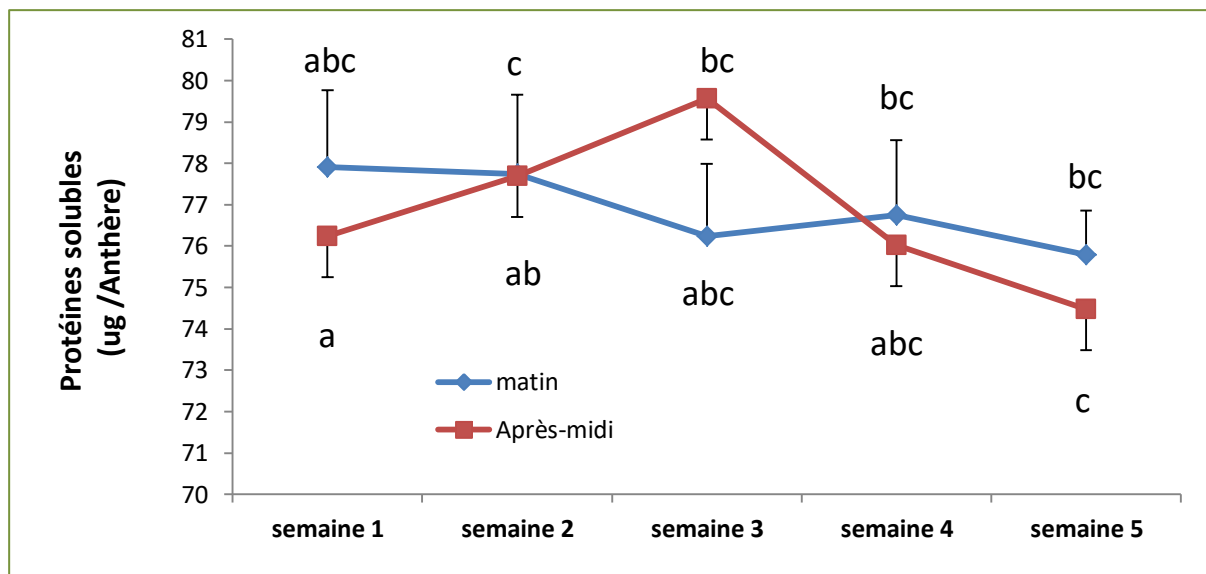 Protéines solubles
(ug /Anthère)
81
80
79
78
77
76
75
74
73
72
71
70
abc
c
bc
bc
bc
a
ab
abc
abc
c
matin
Après-midi
semaine 1
semaine 2
semaine 3
semaine 4
semaine 5